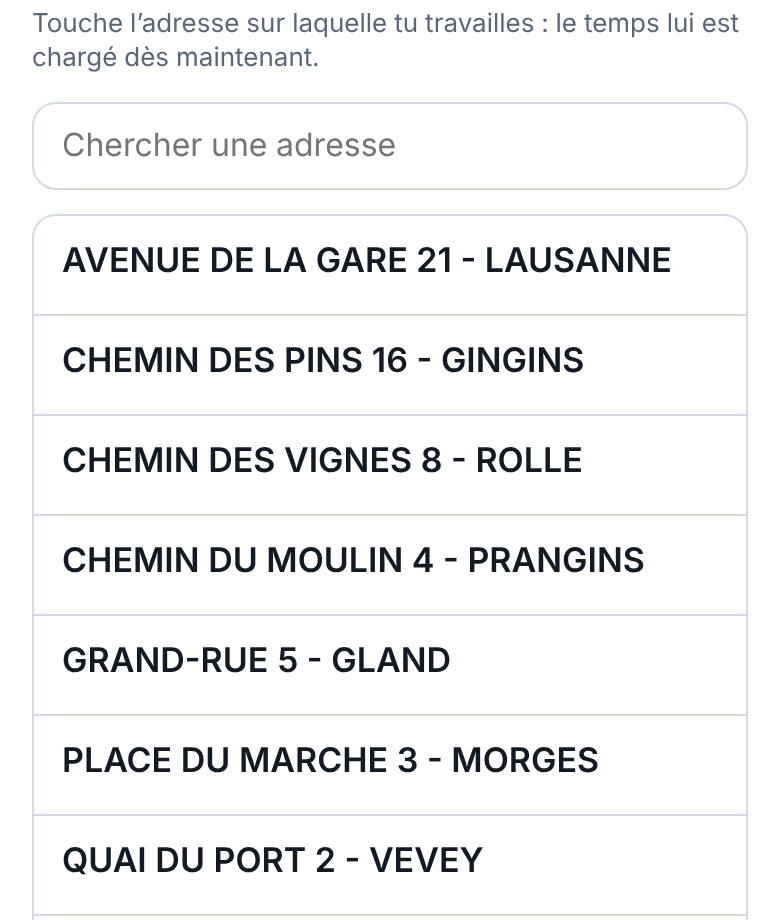 Touche l’adresse sur laquelle tu travailles : le temps lui est
chargé dès maintenant.
Chercher une adresse
AVENUE DE LA GARE 21 - LAUSANNE
CHEMIN DES PINS 16 - GINGINS
CHEMIN DES VIGNES 8 - ROLLE
CHEMIN DU MOULIN 4 - PRANGINS
GRAND-RUE 5 - GLAND
PLACE DU MARCHE 3 - MORGES
QUAI DU PORT 2 - VEVEY